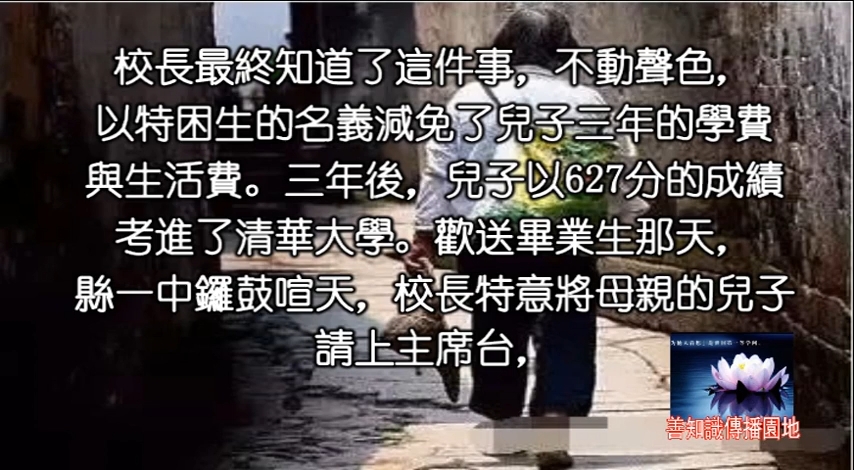 校長最終知道了這件事，不動聲色，
以特困生的名義減免了兒子三年的學費
與生活費。三年後，兒子以627分的成績
考進了清華大學。歡送畢業生那天，
縣一中鑼鼓喧天，校長特意將母親的兒子
請上主席台，
善知識傳播園地